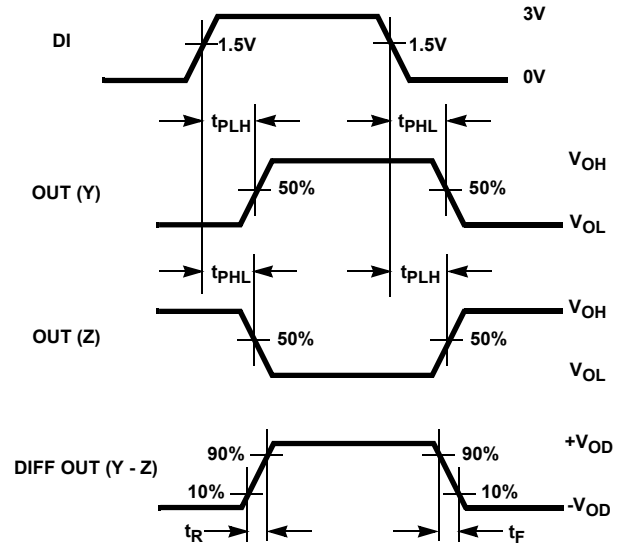 3V
DI
1.5V
1.5V
0V
tPLH
tPHL
VOH
OUT (Y)
50%
50%
VOL
tPHL
tPLH
VOH
OUT (Z)
50%
50%
VOL
+VOD
DIFF OUT (Y - Z)
90%
90%
10%
10%
-VOD
tR
tF